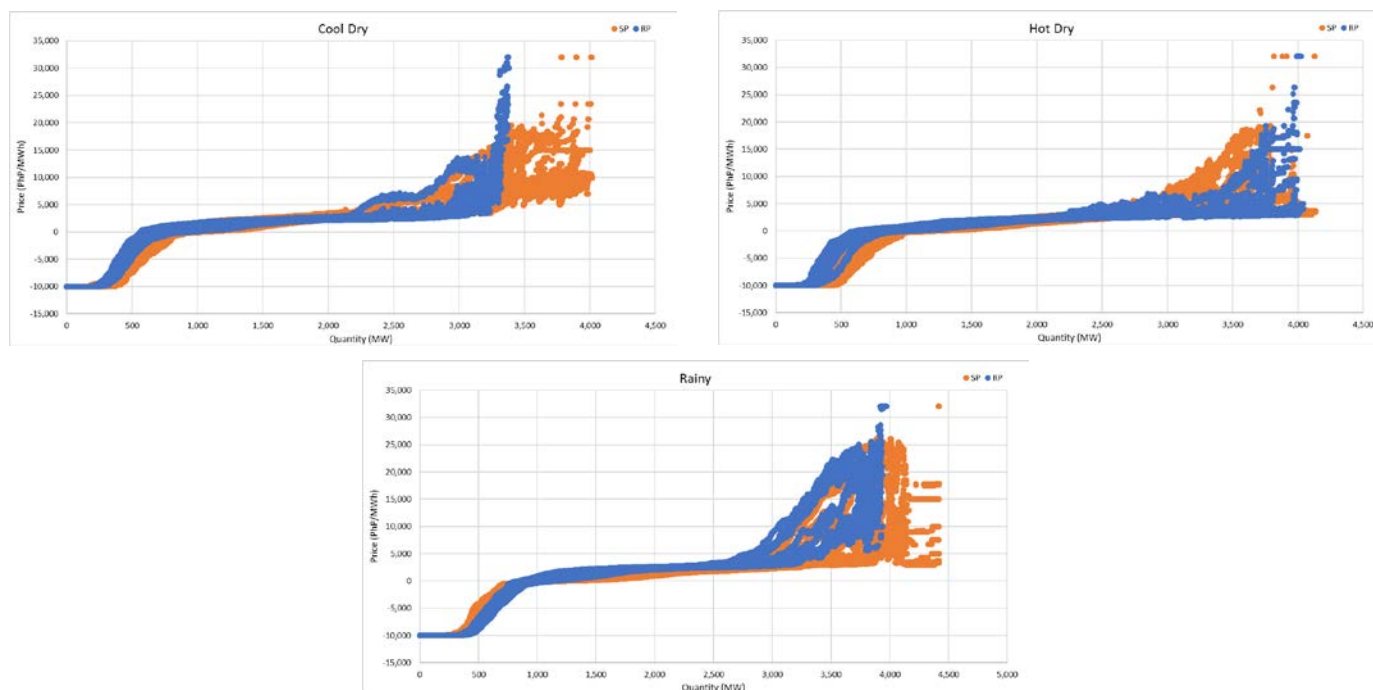 Cool Dry
SP RP
35,000
30,000
25,000
20,000
15,000
10,000
5,000
0
-5,000
-10,000
-15,000
Price (PhP/MWh)
0 500 1,000 1,500 2,000 2,500 3,000 3,500 4,000 4,500
Quantity (MW)
Hot Dry
SP RP
35,000
30,000
25,000
20,000
15,000
10,000
5,000
0
-5,000
-10,000
-15,000
Price (PhP/MWh)
0 500 1,000 1,500 2,000 2,500 3,000 3,500 4,000 4,500
Quantity (MW)
Rainy
SP RP
35,000
30,000
25,000
20,000
15,000
10,000
5,000
0
-5,000
-10,000
-15,000
Price (PhP/MWh)
0 500 1,000 1,500 2,000 2,500 3,000 3,500 4,000 4,500 5,000
Quantity (MW)